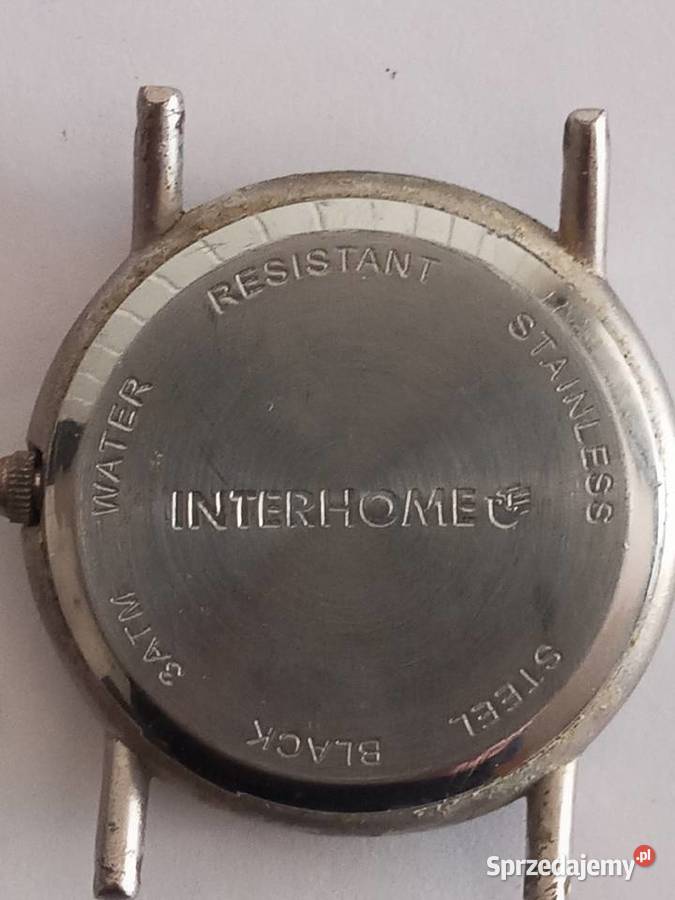 WATER RESISTANT STAINLESS STEEL BLACK 3ATM
INTERHOME
Sprzedajemy.pl